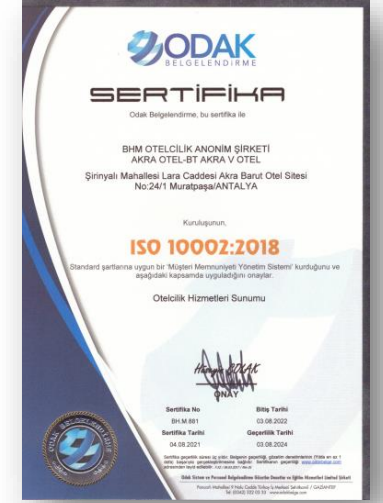 ODAK
BELGELENDİRME
SERTİFİKA
Odak Belgelendirme, bu sertifika ile
BHM OTELCİLİK ANONİM ŞİRKETİ
AKRA OTEL-BT AKRA V OTEL
Şirinyalı Mahallesi Lara Caddesi Akra Barut Otel Sitesi
No:24/1 Muratpaşa/ANTALYA
Kuruluşunun,
ISO 10002:2018
Standard şartlarına uygun bir 'Müşteri Memnuniyeti Yönetim Sistemi' kurduğunu ve
aşağıdaki kapsamda uyguladığını onaylar.
Otelcilik Hizmetleri Sunumu
ONAY
Sertifika No
Bitiş Tarihi
BH.M.881
03.08.2022
Sertifika Tarihi
Geçerlilik Tarihi
04.08.2021
03.08.2024